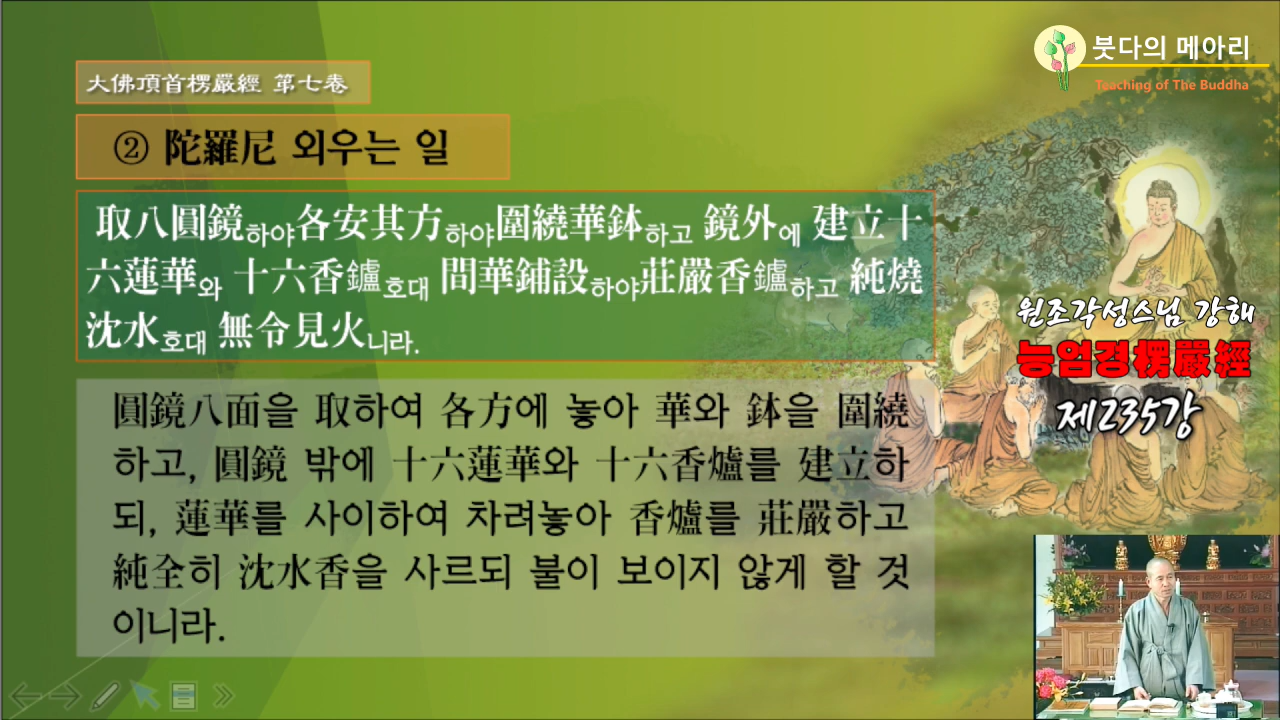 大佛頂首楞嚴經 第七卷
② 陀羅尼 외우는 일
取八圓鏡하야各安其方하야圍繞華鉢하고 鏡外에 建立十
六蓮華와 十六香鑪호대 間華鋪設하야莊嚴香鑪하고 純燒
沈水호대 無令見火니라.
圓鏡八面을 取하여 各方에 놓아 華와 鉢을 圍繞
하고, 圓鏡 밖에 十六蓮華와 十六香爐를 建立하
되, 蓮華를 사이하여 차려놓아 香爐를 莊嚴하고
純全히 沈水香을 사르되 불이 보이지 않게 할 것
이니라.
붓다의 메아리
Teaching of The Buddha
원조각성스님 강해
능엄경楞嚴經
제235강